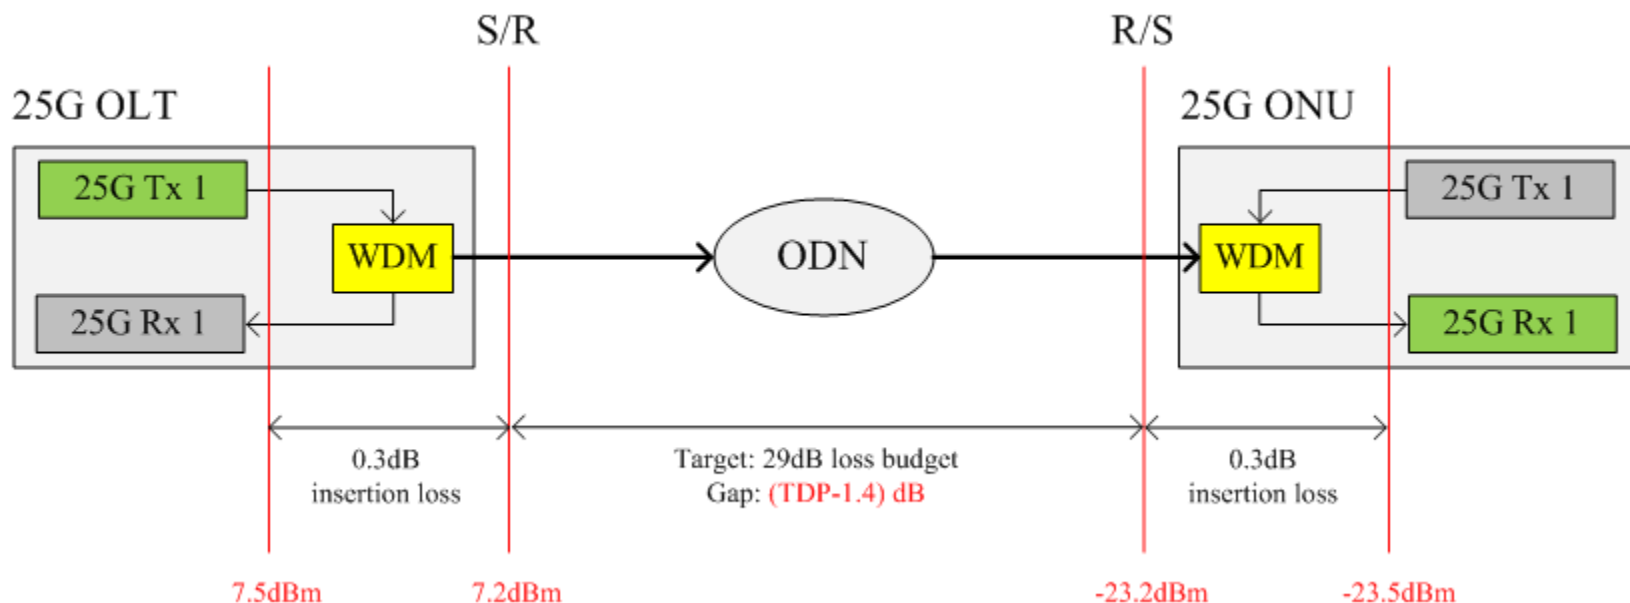 S/R
R/S
25G OLT
25G ONU
25G Tx 1
25G Tx 1
WDM
ODN
WDM
25G Rx 1
25G Rx 1
0.3dB
insertion loss
Target: 29dB loss budget
Gap: (TDP-1.4) dB
0.3dB
insertion loss
7.5dBm
7.2dBm
-23.2dBm
-23.5dBm